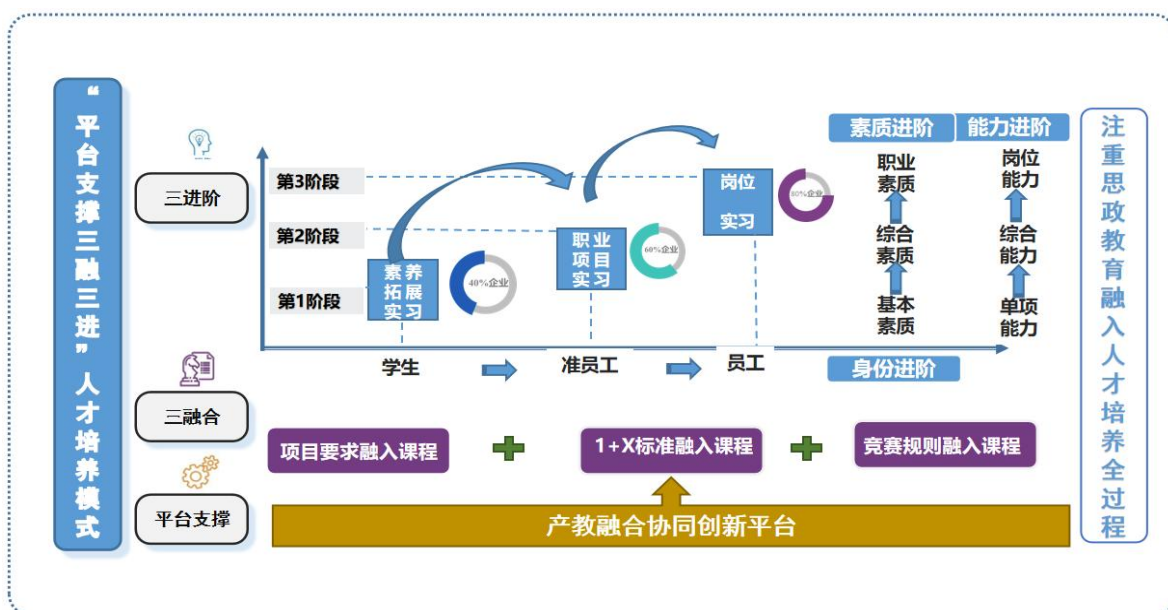 “平台支撑三融三进”人才培养模式
三进阶
三融合
平台支撑
第3阶段
第2阶段
第1阶段
素养
拓展
实习
40%企业
职业
项目
实习
60%企业
岗位
实习
80%企业
学生
准员工
员工
身份进阶
素质进阶
能力进阶
职业
素质
综合
素质
基本
素质
岗位
能力
综合
能力
单项
能力
项目要求融入课程
1+X标准融入课程
竞赛规则融入课程
产教融合协同创新平台
注重思政教育融入人才培养全过程